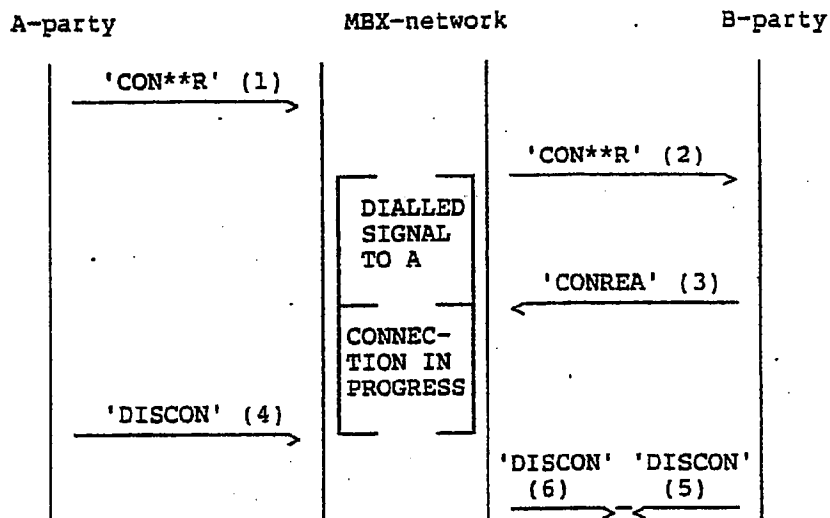 A-party MBX-network B-party
'CON**R' (1)
'CON**R' (2)
DIALLED
SIGNAL
TO A
'CONREA' (3)
CONNEC-
TION IN
PROGRESS
'DISCON' (4)
'DISCON' 'DISCON'
(6) (5)